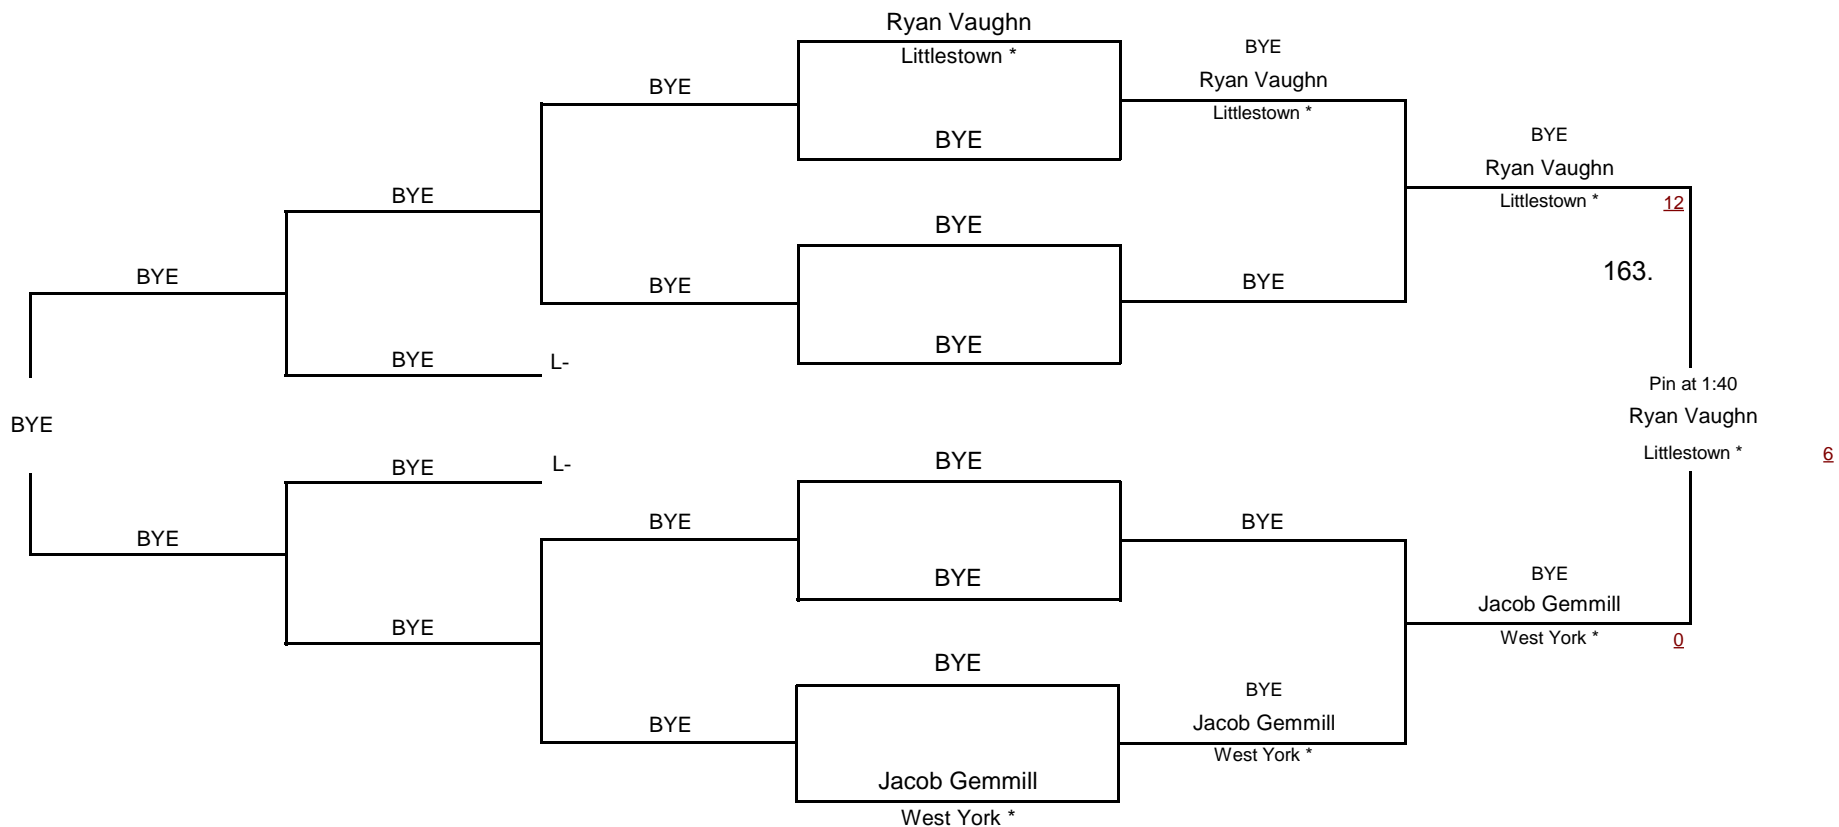 Ryan Vaughn
Littlestown *
BYE
BYE
Ryan Vaughn
Littlestown *
BYE
BYE
BYE
Ryan Vaughn
Littlestown *
12
BYE
BYE
163.
BYE
BYE
BYE
BYE
BYE
L-
Pin at 1:40
Ryan Vaughn
Littlestown *
6
BYE
BYE
L-
BYE
BYE
BYE
BYE
BYE
BYE
Jacob Gemmill
West York *
0
BYE
BYE
BYE
Jacob Gemmill
West York *
BYE
Jacob Gemmill
West York *